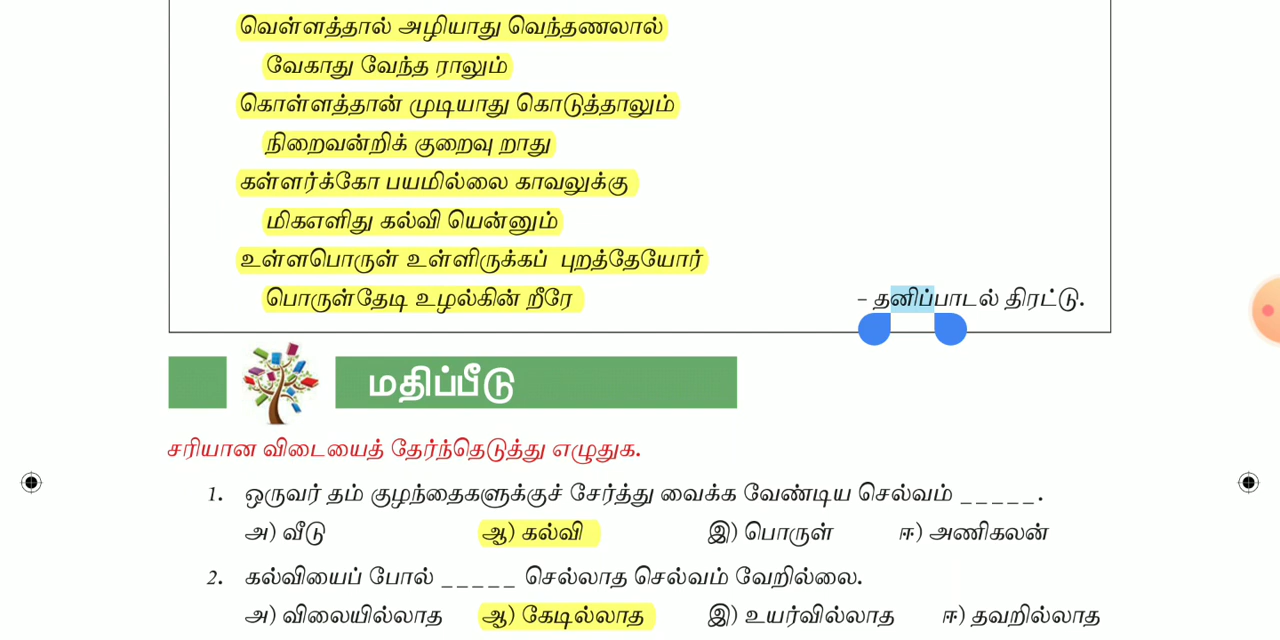 வெள்ளத்தால் அழியாது வெந்தணலால்
வேகாது வேந்த ராலும்
கொள்ளத்தான் முடியாது கொடுத்தாலும்
நிறைவன்றிக் குறைவு றாது
கள்ளர்க்கோ பயமில்லை காவலுக்கு
மிகஎளிது கல்வி யென்னும்
உள்ளபொருள் உள்ளிருக்கப் புறத்தேயோர்
பொருள்தேடி உழல்கின் றீரே – தனிப்பாடல் திரட்டு.
மதிப்பீடு
சரியான விடையைத் தேர்ந்தெடுத்து எழுதுக.
1. ஒருவர் தம் குழந்தைகளுக்குச் சேர்த்து வைக்க வேண்டிய செல்வம் _____.
அ) வீடு ஆ) கல்வி இ) பொருள் ஈ) அணிகலன்
2. கல்வியைப் போல் _____ செல்லாத செல்வம் வேறில்லை.
அ) விலையில்லாத ஆ) கேடில்லாத இ) உயர்வில்லாத ஈ) தவறில்லாத